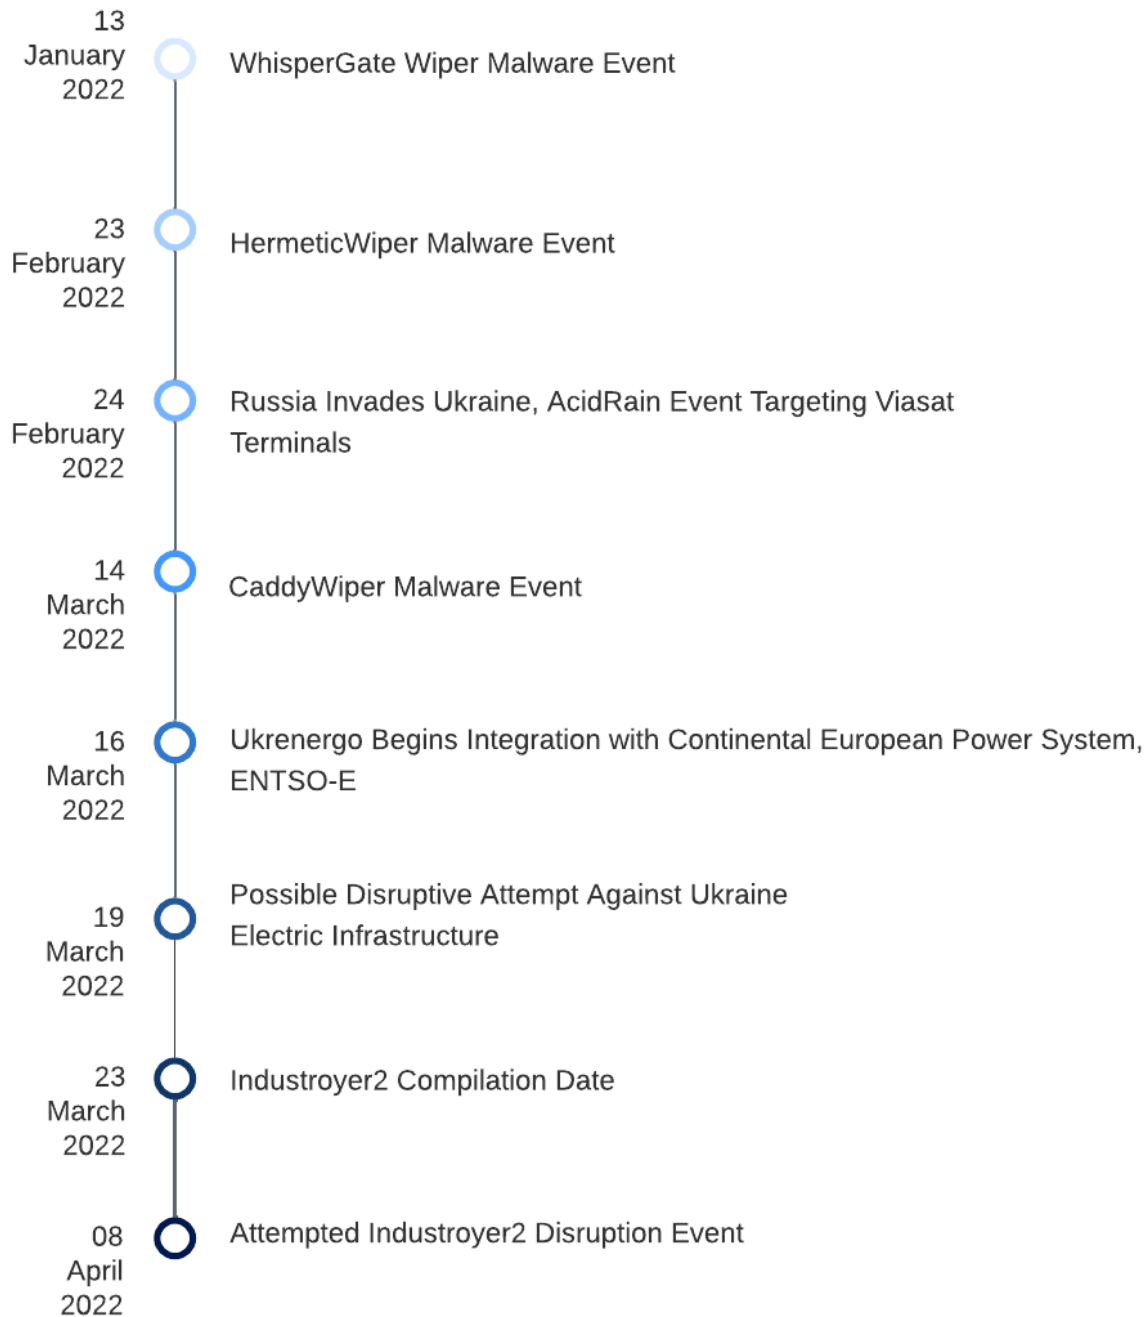 13
January
2022
WhisperGate Wiper Malware Event
23
February
2022
HermeticWiper Malware Event
24
February
2022
Russia Invades Ukraine, AcidRain Event Targeting Viasat
Terminals
14
March
2022
CaddyWiper Malware Event
16
March
2022
Ukrenergo Begins Integration with Continental European Power System,
ENTSO-E
19
March
2022
Possible Disruptive Attempt Against Ukraine
Electric Infrastructure
23
March
2022
Industroyer2 Compilation Date
08
April
2022
Attempted Industroyer2 Disruption Event